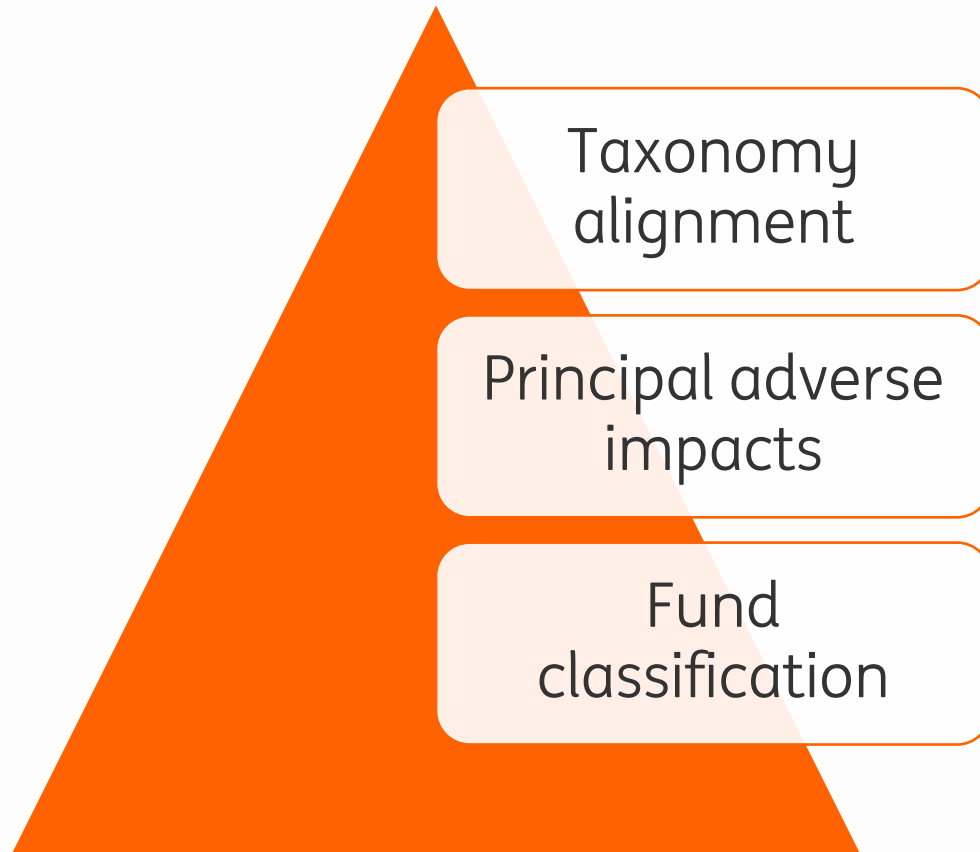 Taxonomy
alignment
Principal adverse
impacts
Fund
classification